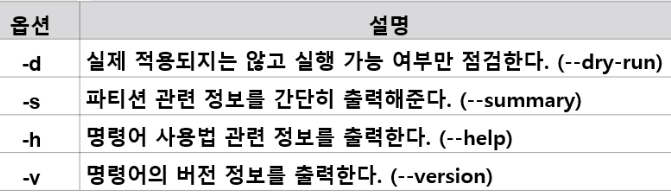 옵션 설명
-d 실제 적용되지는 않고 실행 가능 여부만 점검한다. (--dry-run)
-s 파티션 관련 정보를 간단히 출력해준다. (--summary)
-h 명령어 사용법 관련 정보를 출력한다. (--help)
-v 명령어의 버전 정보를 출력한다. (--version)